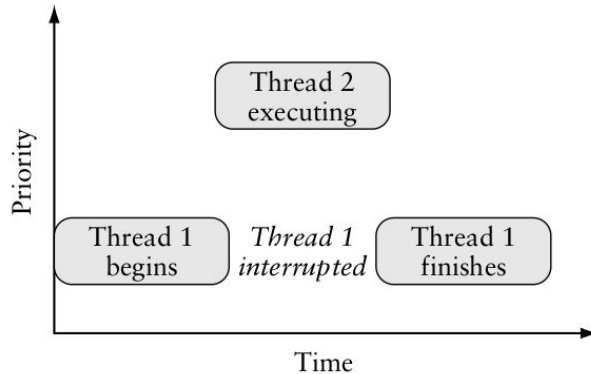 Priority
Thread 2
executing
Thread 1
begins
Thread 1
interrupted
Thread 1
finishes
Time